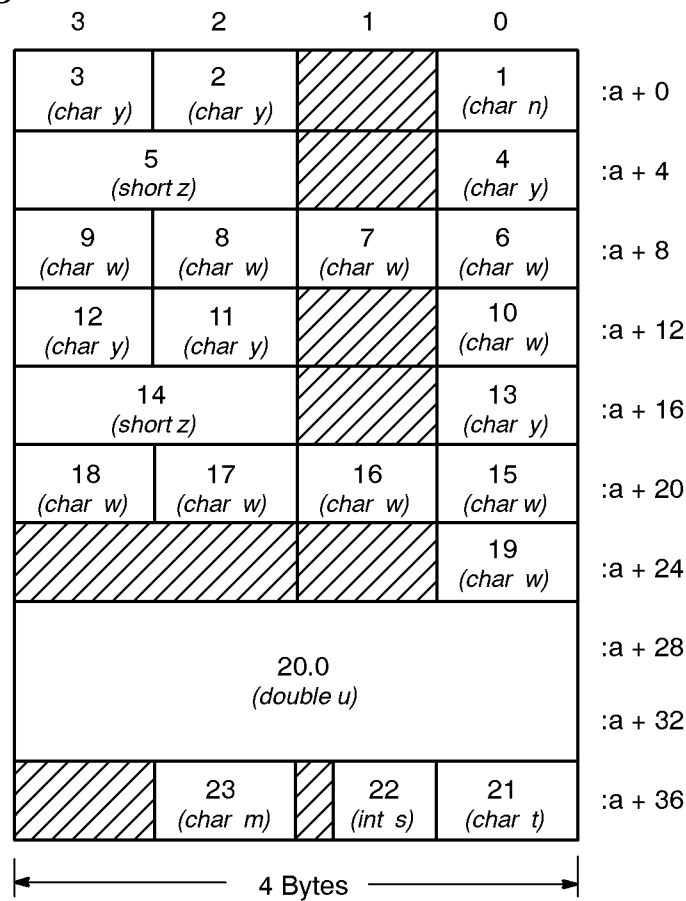 3 2 1 0
3 2 1
(char y) (char y) (char n) :a + 0
5 4
(short z) (char y) :a + 4
9 8 7 6
(char w) (char w) (char w) (char w) :a + 8
12 11 10
(char y) (char y) (char w) :a + 12
14 13
(short z) (char y) :a + 16
18 17 16 15
(char w) (char w) (char w) (char w) :a + 20
19
(char w) :a + 24
:a + 28
20.0
(double u)
:a + 32
23 22 21
(char m) (int s) (char t) :a + 36
4 Bytes